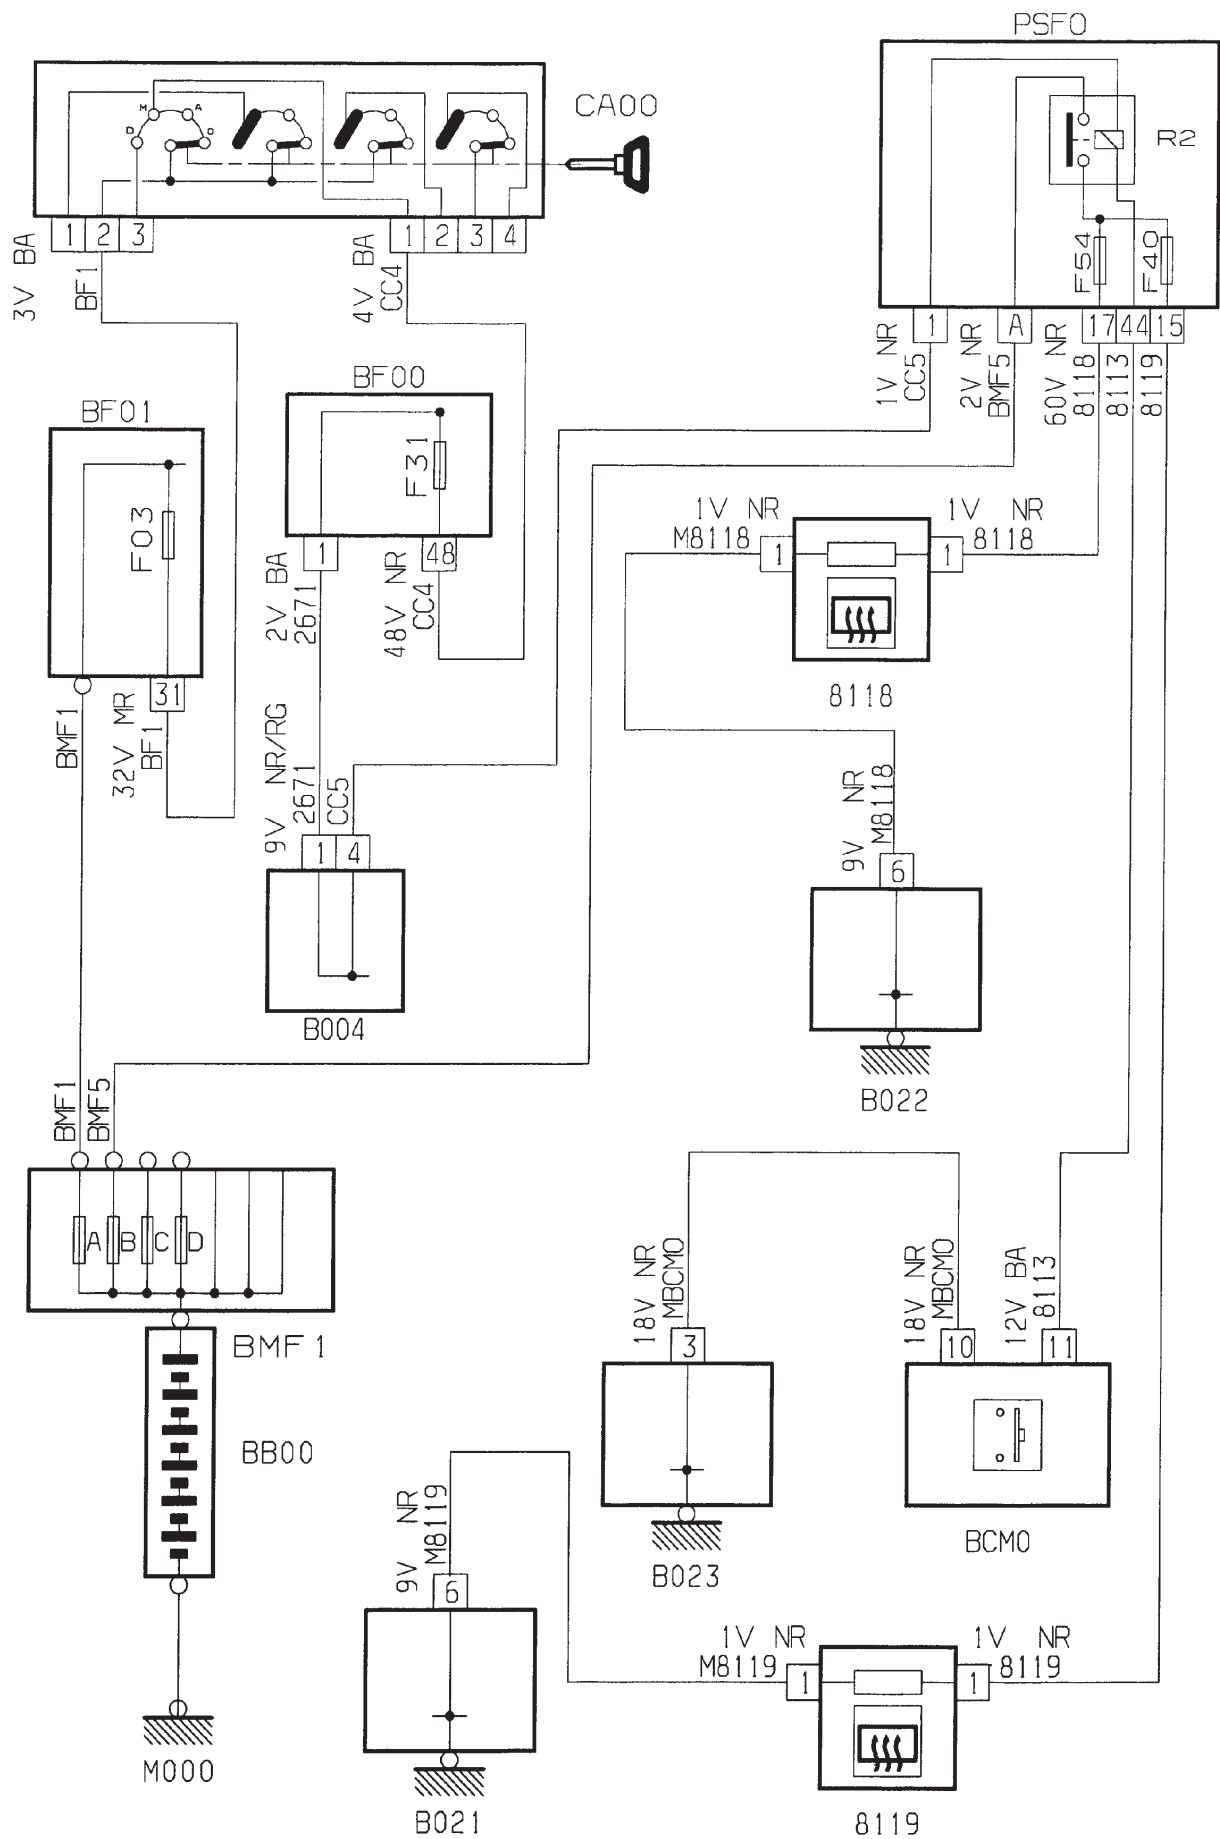 PSF0
CA00
M A
D D
R2
F54
F40
1 2 3
1 2 3 4
1
A
17 44 15
3V BA
BF1
4V BA
CC4
1V NR
CC5
2V NR
BMF5
60V NR
8118
8113
8119
BF00
BF01
F31
F03
1V NR
M8118
1V NR
8118
1
1
1
48
2V BA
2671
48V NR
CC4
8118
31
BMF1
32V MR
BF1
9V NR/RG
2671
CC5
9V NR
M8118
1 4
6
B004
B022
BMF1
BMF5
A B C D
18V NR
MBCM0
18V NR
MBCM0
12V BA
8113
BMF1
3
10
11
BB00
9V NR
M8119
BCM0
B023
6
1V NR
M8119
1V NR
8119
1
1
M000
B021
8119